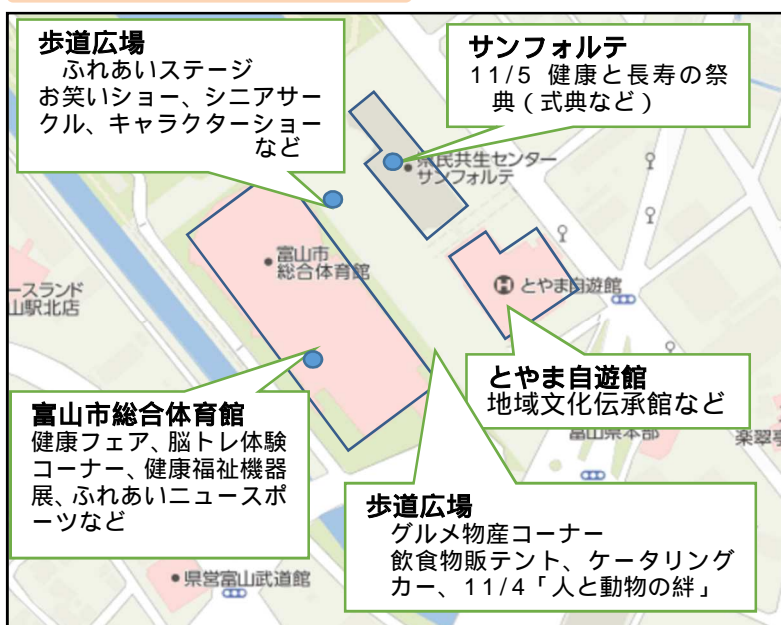 歩道広場
ふれあいステージ
お笑いショー、シニアサー
クル、キャラクターショー
など
サンフォルテ
11/5 健康と長寿の祭
典（式典など）
県民共生センター
サンフォルテ
富山市
総合体育館
とやま自遊館
ースランド
山駅北店
とやま自遊館
地域文化伝承館など
富山県本部
楽翠亭
富山市総合体育館
健康フェア、脳トレ体験
コーナー、健康福祉機器
展、ふれあいニュースポ
ーツなど
歩道広場
グルメ物産コーナー
飲食物販テント、ケータリング
カー、11/4「人と動物の絆」
県営富山武道館